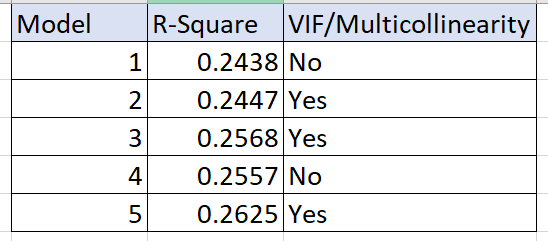 Model R-Square VIF/Multicollinearity
1 0.2438 No
2 0.2447 Yes
3 0.2568 Yes
4 0.2557 No
5 0.2625 Yes